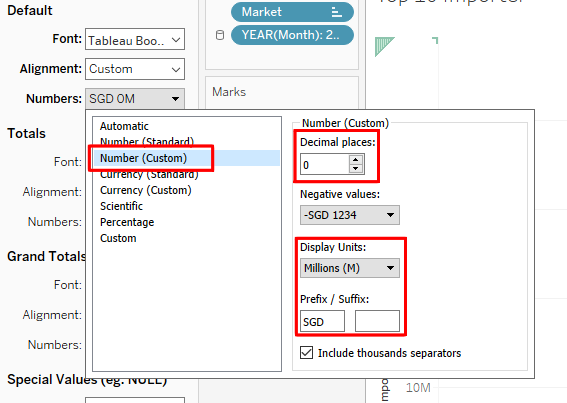 Default
Font: Tableau Boo..
Alignment: Custom
Numbers: SGD 0M
Totals
Font:
Alignment:
Numbers:
Grand Totals
Font:
Alignment:
Numbers:
Special Values (eg. NULL)
Market
YEAR(Month): 2..
Marks
Top 10 Importer
Automatic
Number (Standard)
Number (Custom)
Currency (Standard)
Currency (Custom)
Scientific
Percentage
Custom
Number (Custom)
Decimal places:
0
Negative values:
-SGD 1234
Display Units:
Millions (M)
Prefix / Suffix:
SGD
Include thousands separators
10M